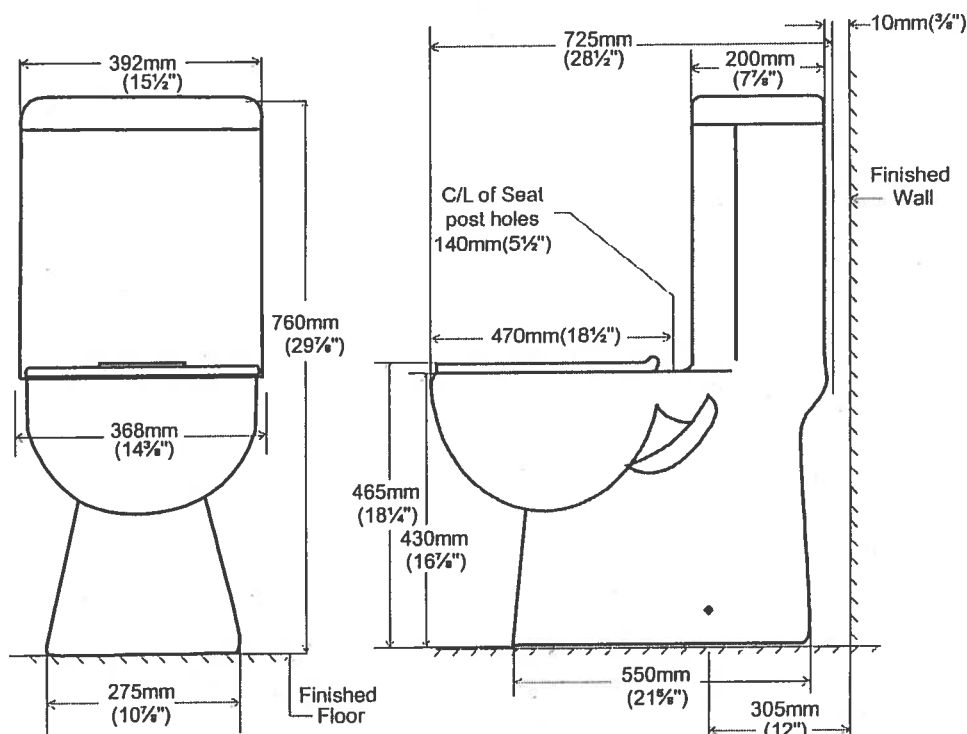 10mm(⅜")
725mm
(28½")
392mm
(15½")
200mm
(7⅞")
C/L of Seat
post holes
140mm(5½")
Finished
Wall
760mm
(29⅞")
470mm(18½")
368mm
(14⅜")
465mm
(18¼")
430mm
(16⅞")
275mm
(10⅞")
Finished
Floor
550mm
(21⅝")
305mm
(12")